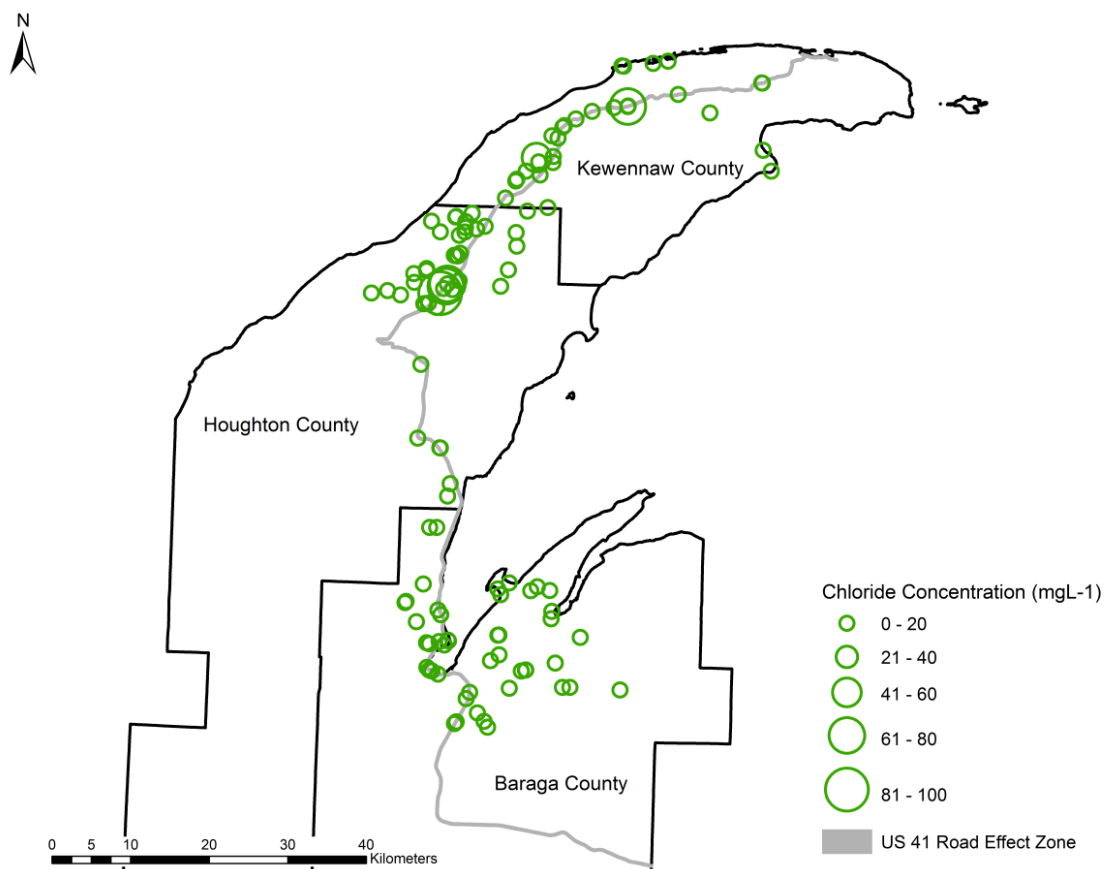 N
Kewennaw County
Houghton County
Baraga County
Chloride Concentration (mgL-1)
0 - 20
21 - 40
41 - 60
61 - 80
81 - 100
US 41 Road Effect Zone
0 5 10 20 30 40
Kilometers